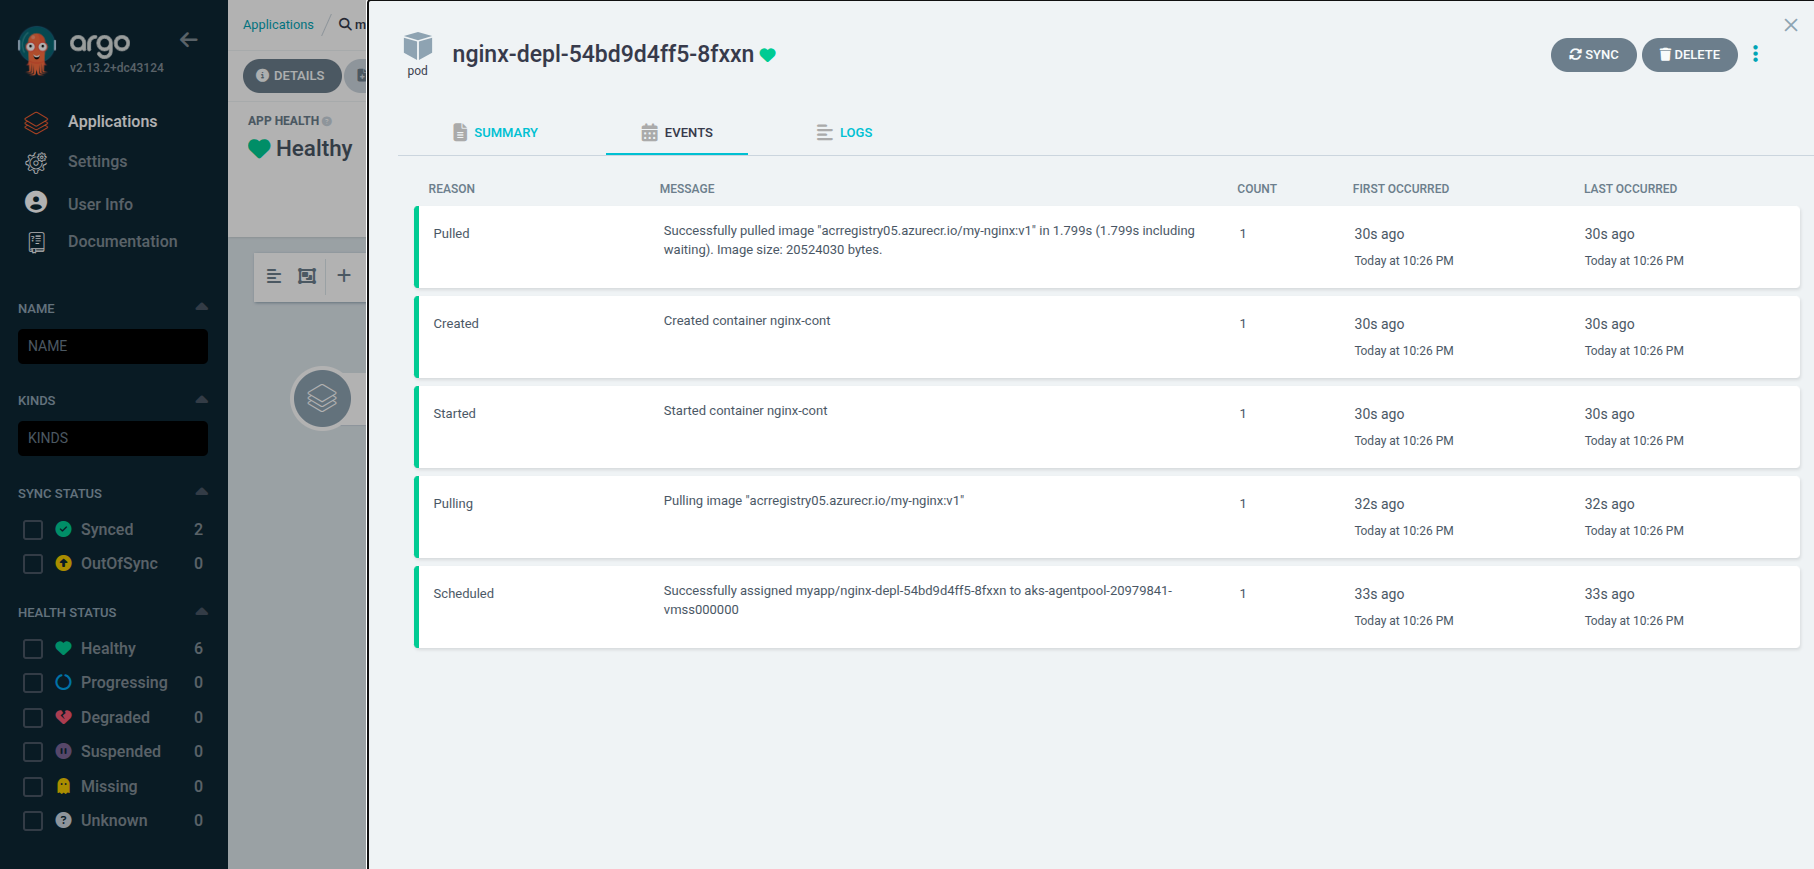 argo
v2.13.2+dc43124
Applications
Settings
User Info
Documentation
NAME
NAME
KINDS
KINDS
SYNC STATUS
Synced 2
OutOfSync 0
HEALTH STATUS
Healthy 6
Progressing 0
Degraded 0
Suspended 0
Missing 0
Unknown 0
Applications / m
DETAILS
APP HEALTH
Healthy
pod
nginx-depl-54bd9d4ff5-8fxxn
SYNC DELETE
SUMMARY EVENTS LOGS
REASON MESSAGE COUNT FIRST OCCURRED LAST OCCURRED
Pulled Successfully pulled image "acrregistry05.azurecr.io/my-nginx:v1" in 1.799s (1.799s including 1 30s ago 30s ago
waiting). Image size: 20524030 bytes. Today at 10:26 PM Today at 10:26 PM
Created Created container nginx-cont 1 30s ago 30s ago
Today at 10:26 PM Today at 10:26 PM
Started Started container nginx-cont 1 30s ago 30s ago
Today at 10:26 PM Today at 10:26 PM
Pulling Pulling image "acrregistry05.azurecr.io/my-nginx:v1" 1 32s ago 32s ago
Today at 10:26 PM Today at 10:26 PM
Scheduled Successfully assigned myapp/nginx-depl-54bd9d4ff5-8fxxn to aks-agentpool-20979841- 1 33s ago 33s ago
vmss000000 Today at 10:26 PM Today at 10:26 PM